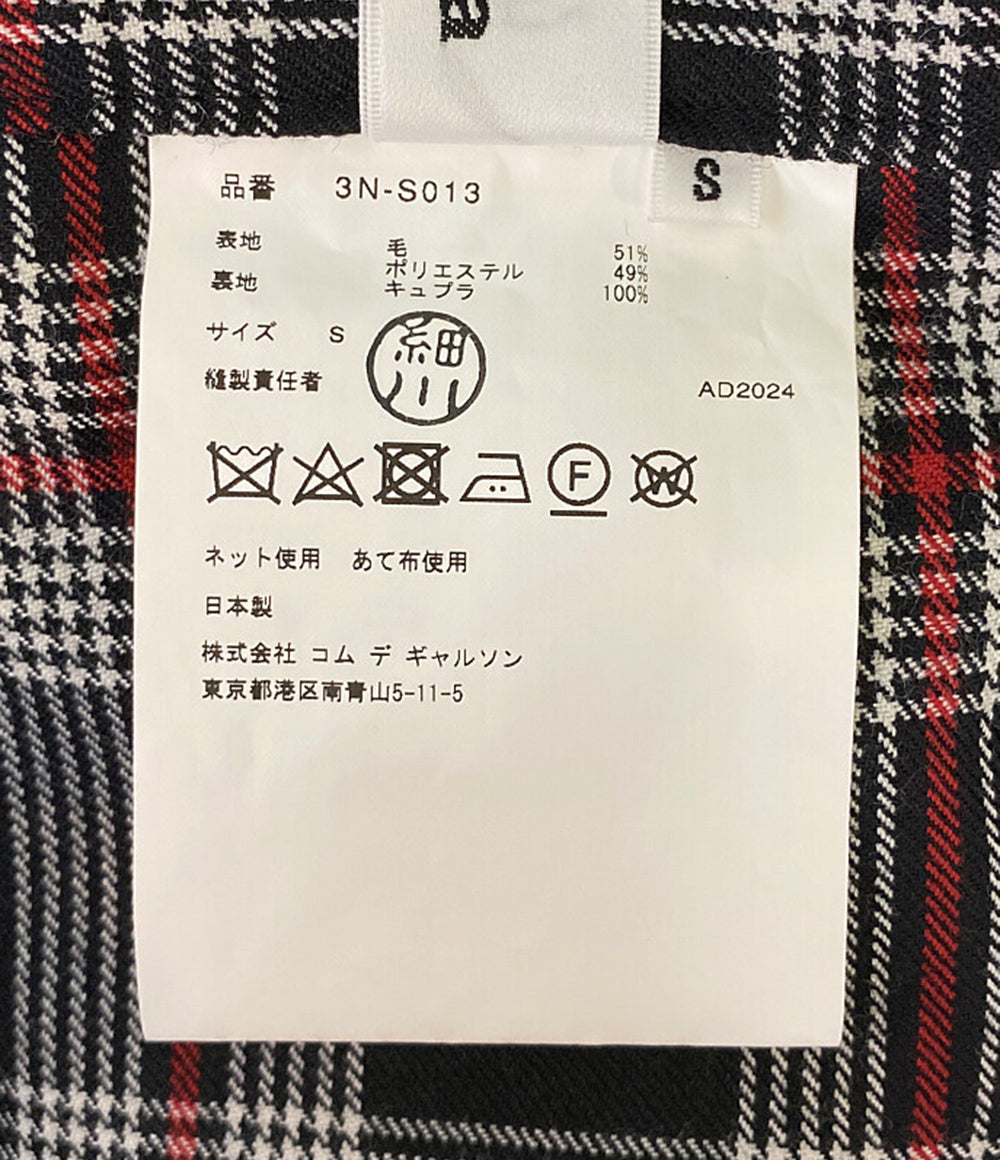 S
品番 3N-S013
表地 毛 51%
ポリエステル 49%
裏地 キュプラ 100%
サイズ S
縫製責任者 細川
AD2024
F W
ネット使用 あて布使用
日本製
株式会社 コム デ ギャルソン
東京都港区南青山5-11-5